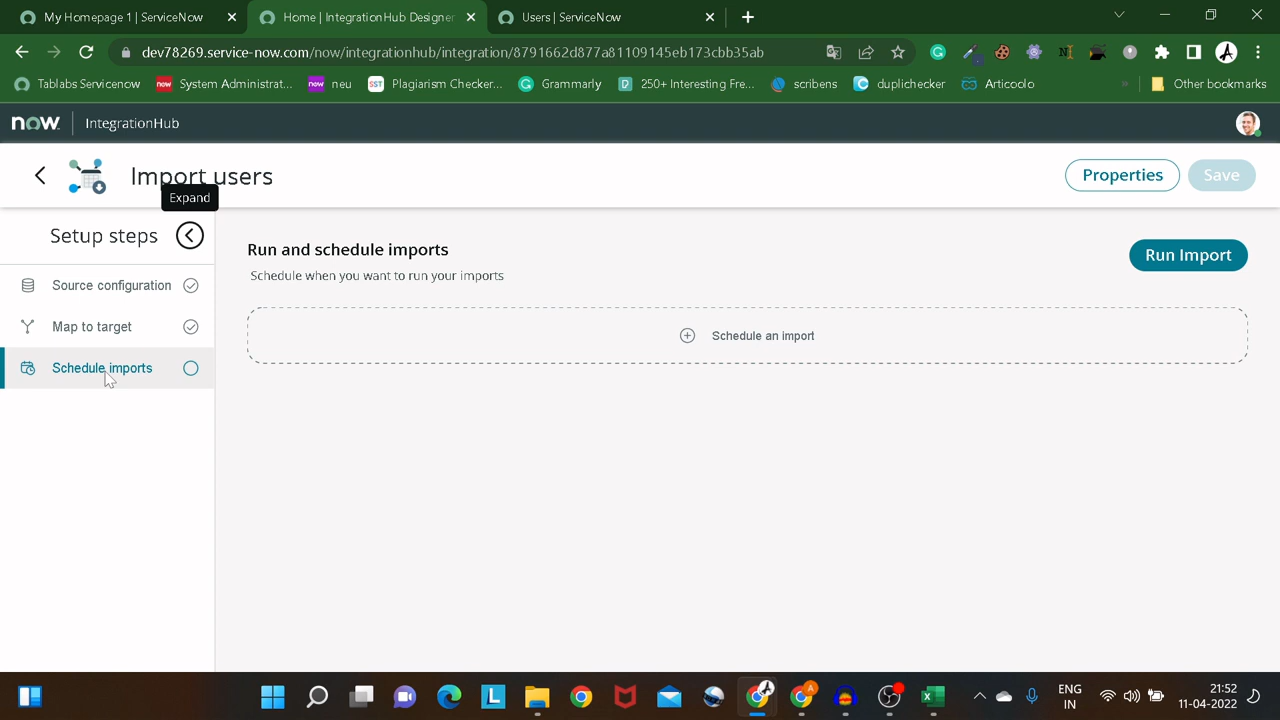 My Homepage 1 | ServiceNow
Home | IntegrationHub Designer
Users | ServiceNow
dev78269.service-now.com/now/integrationhub/integration/8791662d877a81109145eb173cbb35ab
Tablabs Servicenow
now System Administrat...
now neu
SST Plagiarism Checker...
Grammarly
D 250+ Interesting Fre...
scribens
duplichecker
Articoolo
»
Other bookmarks
now. IntegrationHub
Import users
Properties
Save
Expand
Setup steps
Source configuration
Map to target
Schedule imports
Run and schedule imports
Schedule when you want to run your imports
Run Import
Schedule an import
ENG
IN
21:52
11-04-2022